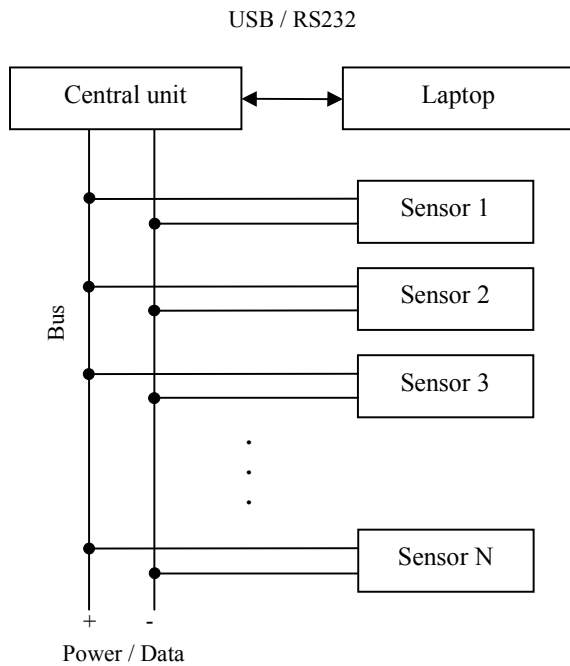 USB / RS232
Central unit
Laptop
Sensor 1
Sensor 2
Bus
Sensor 3
.
.
.
Sensor N
+
-
Power / Data